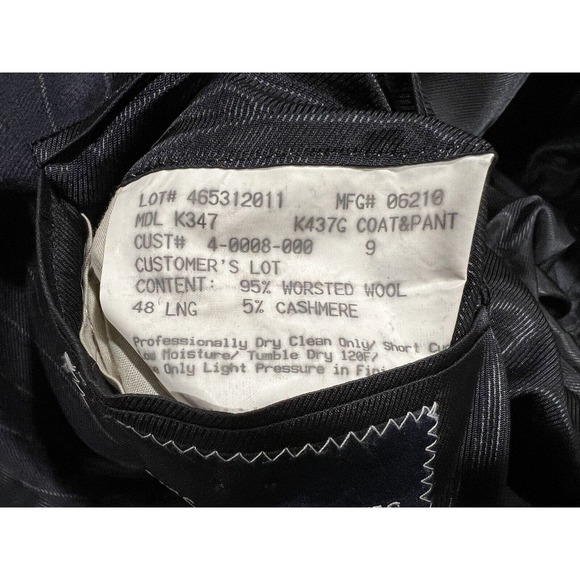 LOT# 465312011 MFG# 06210
MDL K347 K437G COAT&PANT
CUST# 4-0008-000 9
CUSTOMER'S LOT
CONTENT: 95% WORSTED WOOL
48 LNG 5% CASHMERE
Professionally Dry Clean Only/ Short
Moisture/ Tumble Dry 120F/
Only Light Pressure in